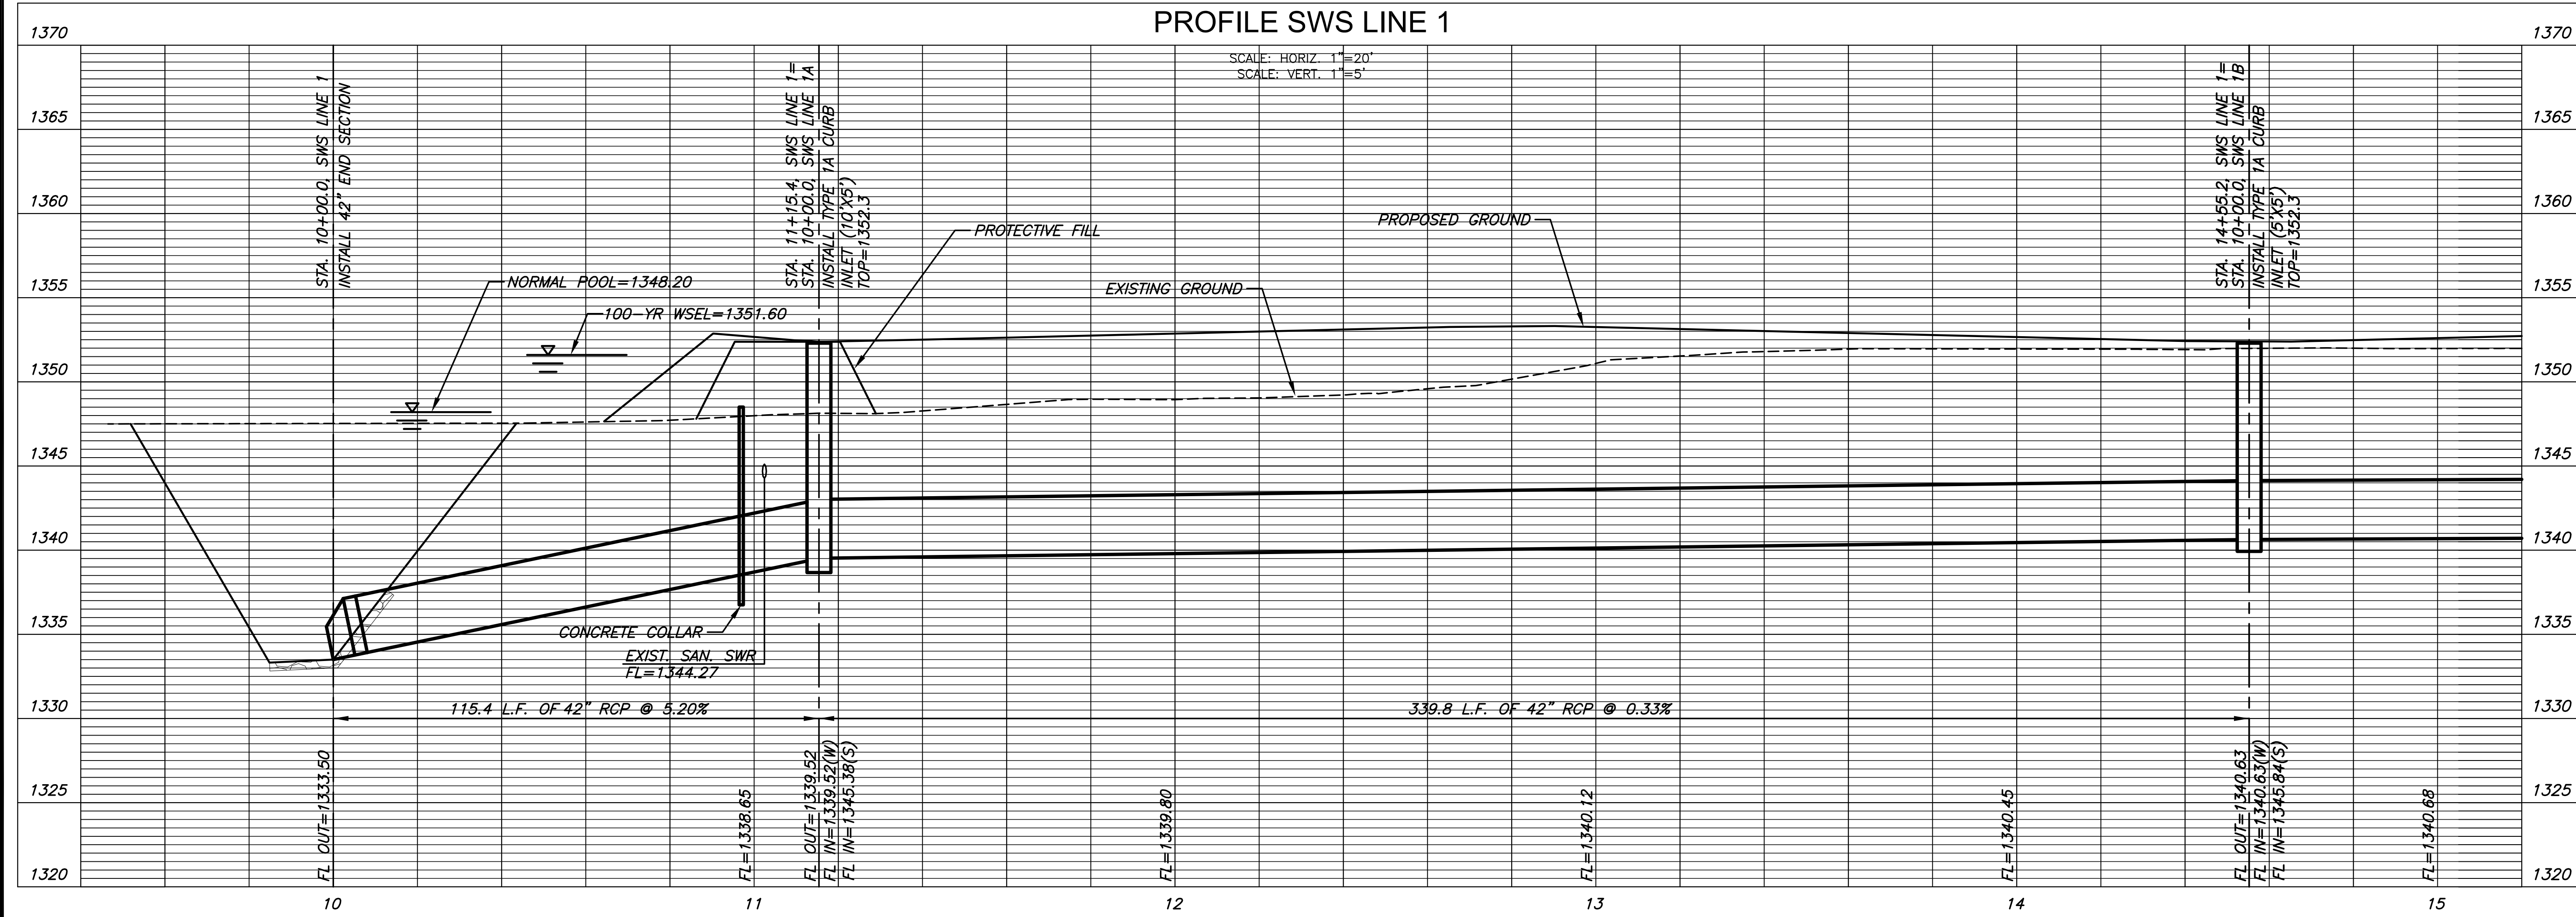 PROFILE SWS LINE 1
SCALE: HORIZ. 1"=20'
SCALE: VERT. 1"=5'
1370
1365
1360
1355
1350
1345
1340
1335
1330
1325
1320
1370
1365
1360
1355
1350
1345
1340
1335
1330
1325
1320
STA. 10+00.0, SWS LINE 1
INSTALL 42" END SECTION
STA. 11+15.4, SWS LINE 1=
STA. 10+00.0, SWS LINE 1A
INSTALL TYPE 1A CURB
INLET (10'X5')
TOP=1352.3
STA. 14+55.2, SWS LINE 1=
STA. 10+00.0, SWS LINE 1B
INSTALL TYPE 1A CURB
INLET (5'X5')
TOP=1352.3
PROTECTIVE FILL
PROPOSED GROUND
NORMAL POOL=1348.20
EXISTING GROUND
100-YR WSEL=1351.60
CONCRETE COLLAR
EXIST. SAN. SWR
FL=1344.27
115.4 L.F. OF 42" RCP @ 5.20%
339.8 L.F. OF 42" RCP @ 0.33%
FL OUT=1333.50
FL=1338.65
FL OUT=1339.52
FL IN=1339.52(W)
FL IN=1345.38(S)
FL=1339.80
FL=1340.12
FL=1340.45
FL OUT=1340.63
FL IN=1340.63(W)
FL IN=1345.84(S)
FL=1340.68
10
11
12
13
14
15